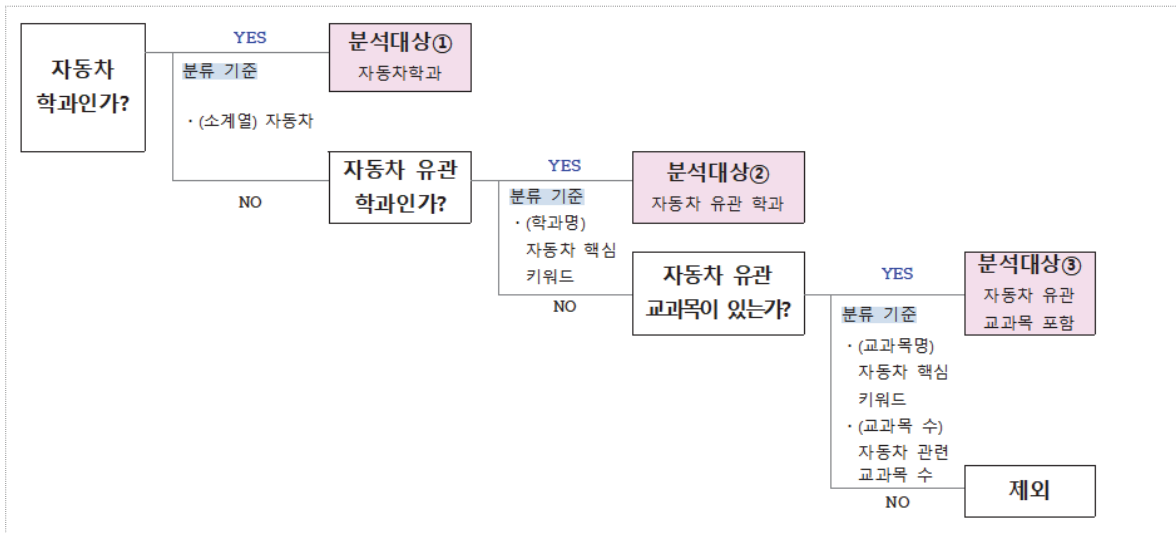 자동차
학과인가?
YES
분류 기준
· (소계열) 자동차
NO
분석대상①
자동차학과
자동차 유관
학과인가?
YES
분류 기준
· (학과명)
자동차 핵심
키워드
NO
분석대상②
자동차 유관 학과
자동차 유관
교과목이 있는가?
YES
분류 기준
· (교과목명)
자동차 핵심
키워드
· (교과목 수)
자동차 관련
교과목 수
NO
분석대상③
자동차 유관
교과목 포함
제외